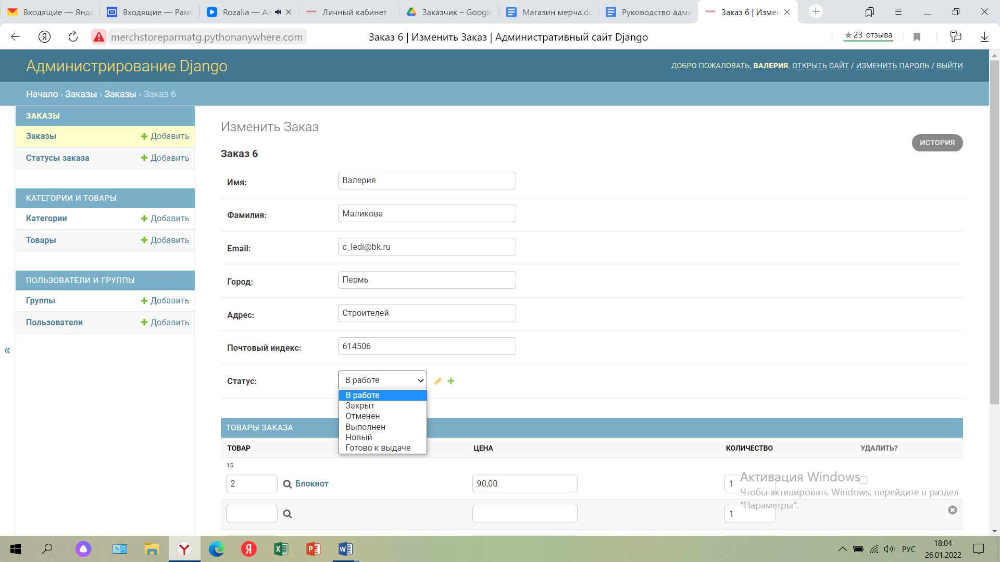 Входящие — Янде
Входящие — Рамб
Rozalia — Ал
Личный кабинет
Заказчик – Google
Магазин мерча.do
Руководство адми
Заказ 6 | Измен
merchstoreparmatg.pythonanywhere.com
Заказ 6 | Изменить Заказ | Административный сайт Django
23 отзыва
Администрирование Django
ДОБРО ПОЖАЛОВАТЬ, ВАЛЕРИЯ. ОТКРЫТЬ САЙТ / ИЗМЕНИТЬ ПАРОЛЬ / ВЫЙТИ
Начало › Заказы › Заказы › Заказ 6
ЗАКАЗЫ
Заказы Добавить
Статусы заказа Добавить
КАТЕГОРИИ И ТОВАРЫ
Категории Добавить
Товары Добавить
ПОЛЬЗОВАТЕЛИ И ГРУППЫ
Группы Добавить
Пользователи Добавить
«
Изменить Заказ
ИСТОРИЯ
Заказ 6
Имя: Валерия
Фамилия: Маликова
Email: c_ledi@bk.ru
Город: Пермь
Адрес: Строителей
Почтовый индекс: 614506
Статус: В работе
В работе
Закрыт
Отменен
Выполнен
Новый
Готово к выдаче
ТОВАРЫ ЗАКАЗА
ТОВАР ЦЕНА КОЛИЧЕСТВО УДАЛИТЬ?
15
2 Блокнот 90,00 1
1
Активация Windows
Чтобы активировать Windows, перейдите в раздел
"Параметры".
РУС
18:04
26.01.2022